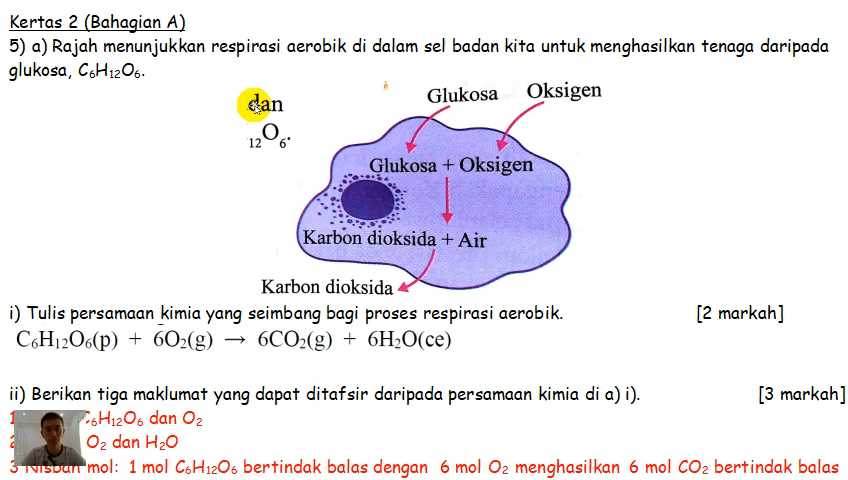 Kertas 2 (Bahagian A)
5) a) Rajah menunjukkan respirasi aerobik di dalam sel badan kita untuk menghasilkan tenaga daripada
glukosa, C₆H₁₂O₆.
dan
₁₂O₆.
Glukosa Oksigen
Glukosa + Oksigen
Karbon dioksida + Air
Karbon dioksida
i) Tulis persamaan kimia yang seimbang bagi proses respirasi aerobik. [2 markah]
C₆H₁₂O₆(p) + 6O₂(g) → 6CO₂(g) + 6H₂O(ce)
ii) Berikan tiga maklumat yang dapat ditafsir daripada persamaan kimia di a) i). [3 markah]
1 C₆H₁₂O₆ dan O₂
2 O₂ dan H₂O
3 Nisbah mol: 1 mol C₆H₁₂O₆ bertindak balas dengan 6 mol O₂ menghasilkan 6 mol CO₂ bertindak balas